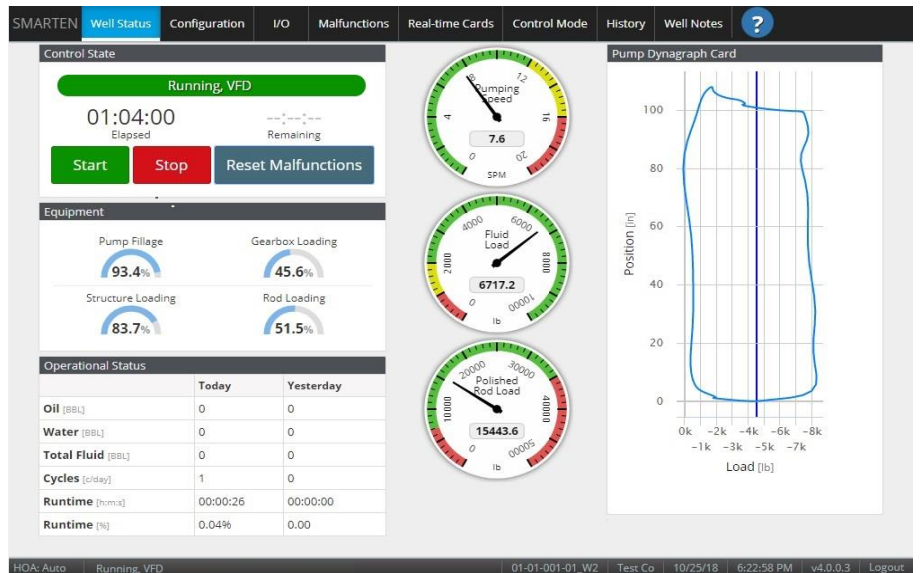 SMARTEN Well Status Configuration I/O Malfunctions Real-time Cards Control Mode History Well Notes ?
Control State
Running, VFD
01:04:00 --:--:--
Elapsed Remaining
Start Stop Reset Malfunctions
Equipment
Pump Fillage Gearbox Loading
93.4% 45.6%
Structure Loading Rod Loading
83.7% 51.5%
Operational Status
Today Yesterday
Oil [BBL] 0 0
Water [BBL] 0 0
Total Fluid [BBL] 0 0
Cycles [c/day] 1 0
Runtime [h:m:s] 00:00:26 00:00:00
Runtime [%] 0.04% 0.00
Pumping
Speed
0 4 8 12 16 20
7.6
SPM
Fluid
Load
0 2000 4000 6000 8000 10000
6717.2
lb
Polished
Rod Load
0 10000 20000 30000 40000 50000
15443.6
lb
Pump Dynagraph Card
100
80
60
40
20
0
Position [in]
0k -2k -4k -6k -8k
-1k -3k -5k -7k
Load [lb]
HOA: Auto Running, VFD 01-01-001-01_W2 Test Co 10/25/18 6:22:58 PM v4.0.0.3 Logout